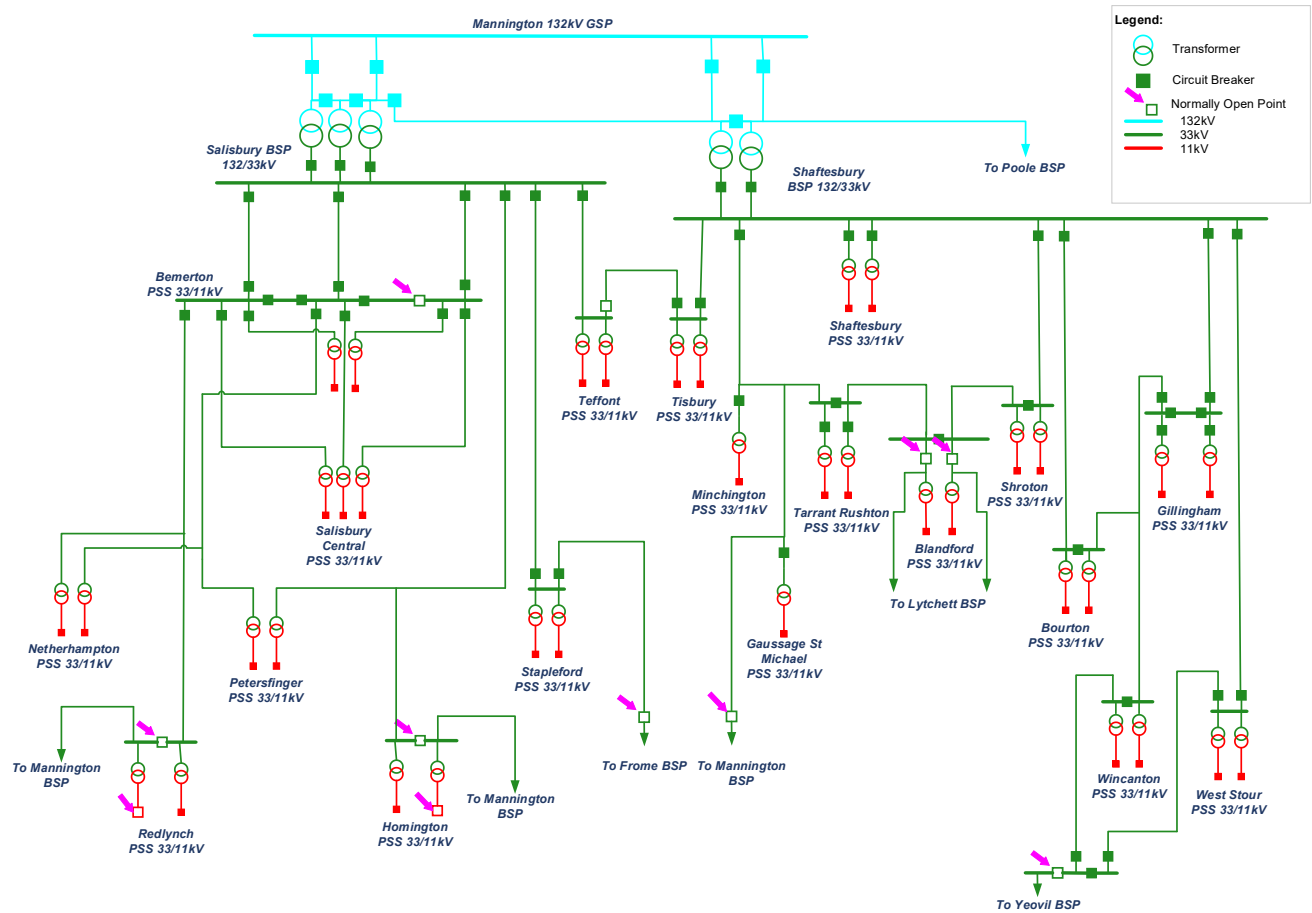 Mannington 132kV GSP
Legend:
Transformer
Circuit Breaker
Normally Open Point
132kV
33kV
11kV
Salisbury BSP
132/33kV
Shaftesbury
BSP 132/33kV
To Poole BSP
Bemerton
PSS 33/11kV
Shaftesbury
PSS 33/11kV
Teffont
PSS 33/11kV
Tisbury
PSS 33/11kV
Minchington
PSS 33/11kV
Tarrant Rushton
PSS 33/11kV
Shroton
PSS 33/11kV
Gillingham
PSS 33/11kV
Salisbury
Central
PSS 33/11kV
Blandford
PSS 33/11kV
To Lytchett BSP
Bourton
PSS 33/11kV
Netherhampton
PSS 33/11kV
Petersfinger
PSS 33/11kV
Stapleford
PSS 33/11kV
Gaussage St
Michael
PSS 33/11kV
To Mannington
BSP
To Frome BSP
To Mannington
BSP
Wincanton
PSS 33/11kV
West Stour
PSS 33/11kV
To Mannington
BSP
Redlynch
PSS 33/11kV
Homington
PSS 33/11kV
To Yeovil BSP